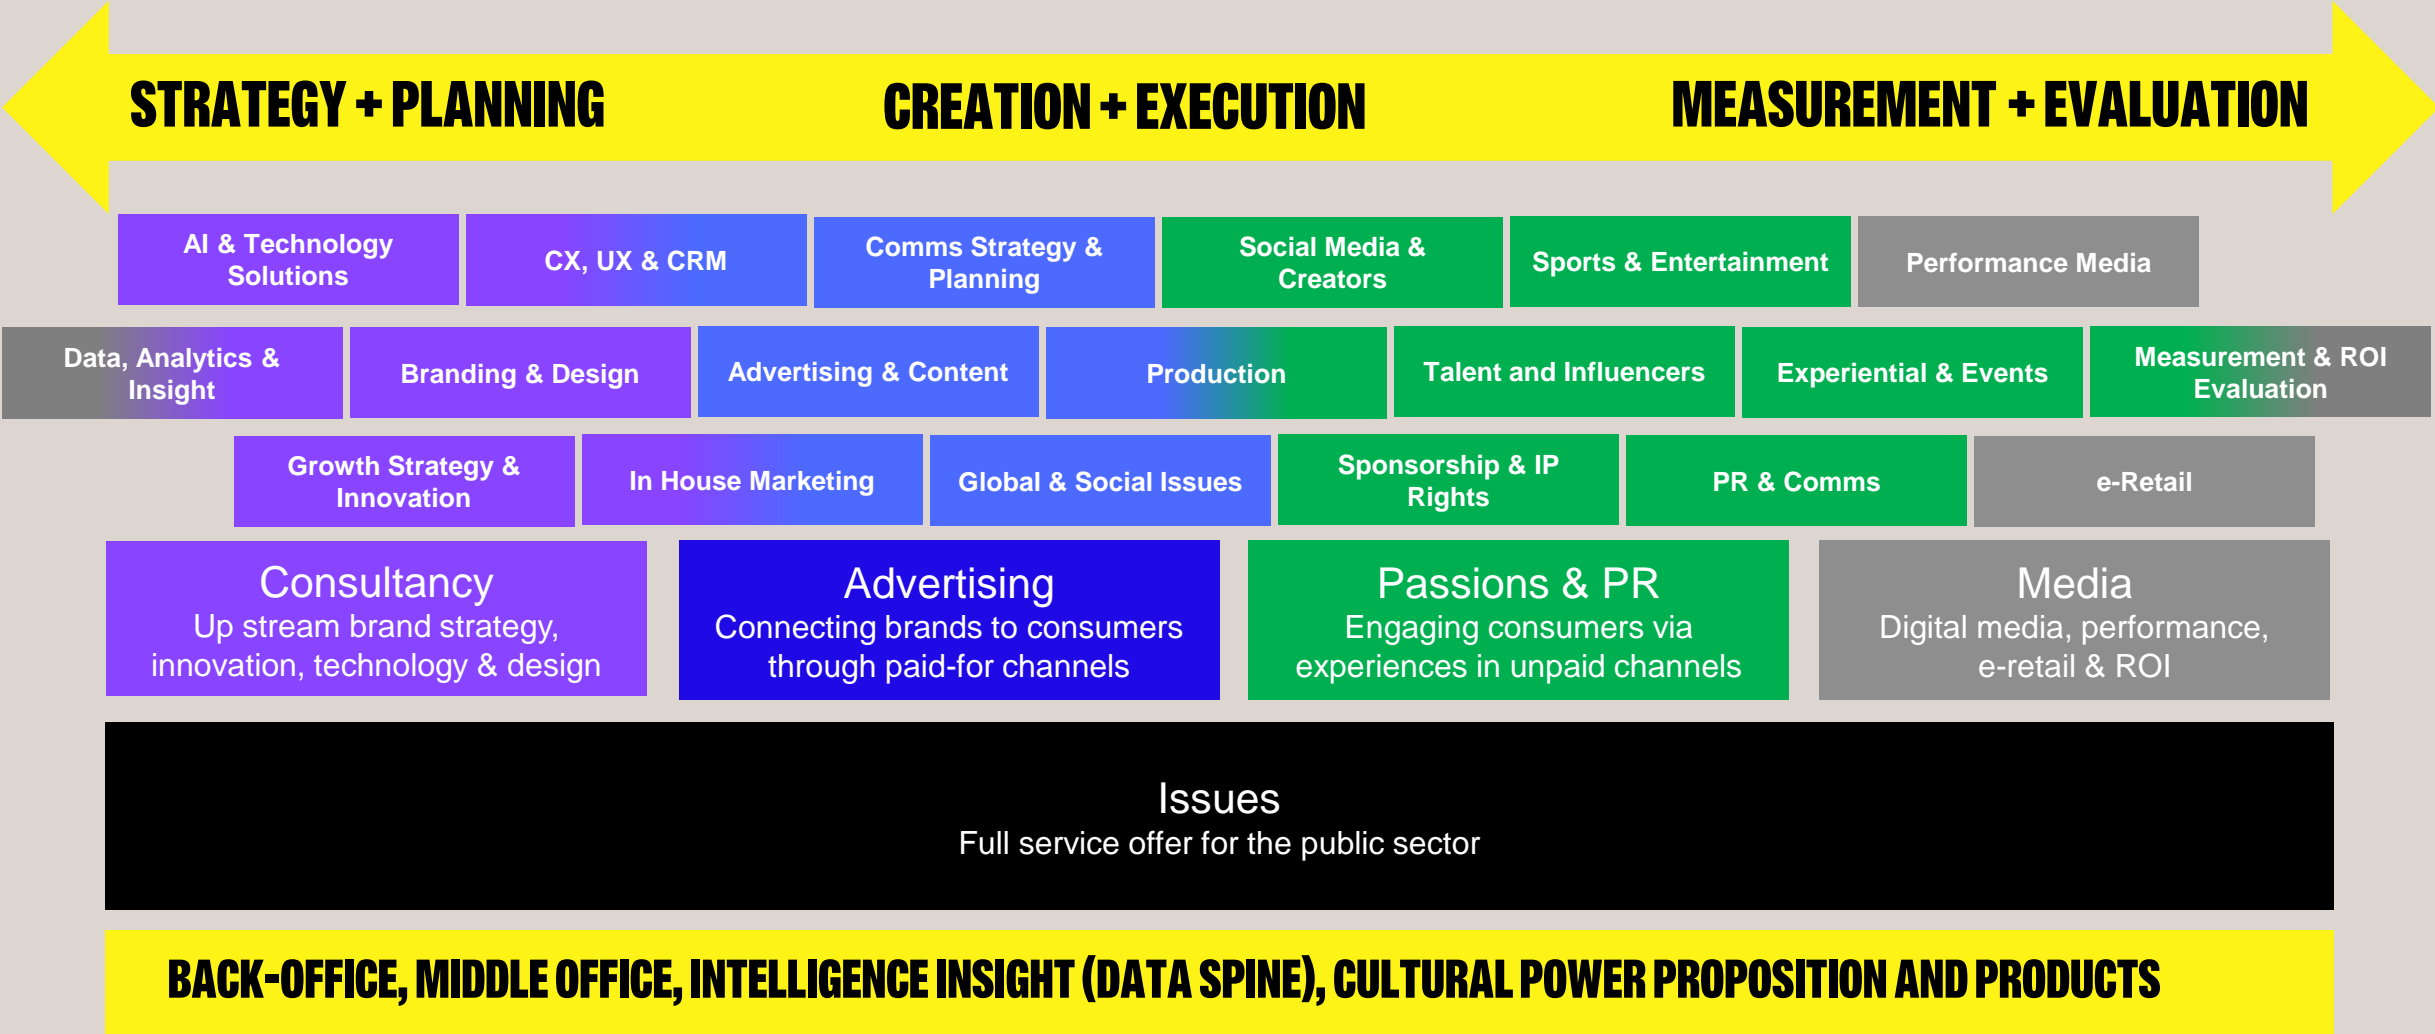 STRATEGY + PLANNING
CREATION + EXECUTION
MEASUREMENT + EVALUATION
AI & Technology
Solutions
CX, UX & CRM
Comms Strategy &
Planning
Social Media &
Creators
Sports & Entertainment
Performance Media
Data, Analytics &
Insight
Branding & Design
Advertising & Content
Production
Talent and Influencers
Experiential & Events
Measurement & ROI
Evaluation
Growth Strategy &
Innovation
In House Marketing
Global & Social Issues
Sponsorship & IP
Rights
PR & Comms
e-Retail
Consultancy
Up stream brand strategy,
innovation, technology & design
Advertising
Connecting brands to consumers
through paid-for channels
Passions & PR
Engaging consumers via
experiences in unpaid channels
Media
Digital media, performance,
e-retail & ROI
Issues
Full service offer for the public sector
BACK-OFFICE, MIDDLE OFFICE, INTELLIGENCE INSIGHT (DATA SPINE), CULTURAL POWER PROPOSITION AND PRODUCTS